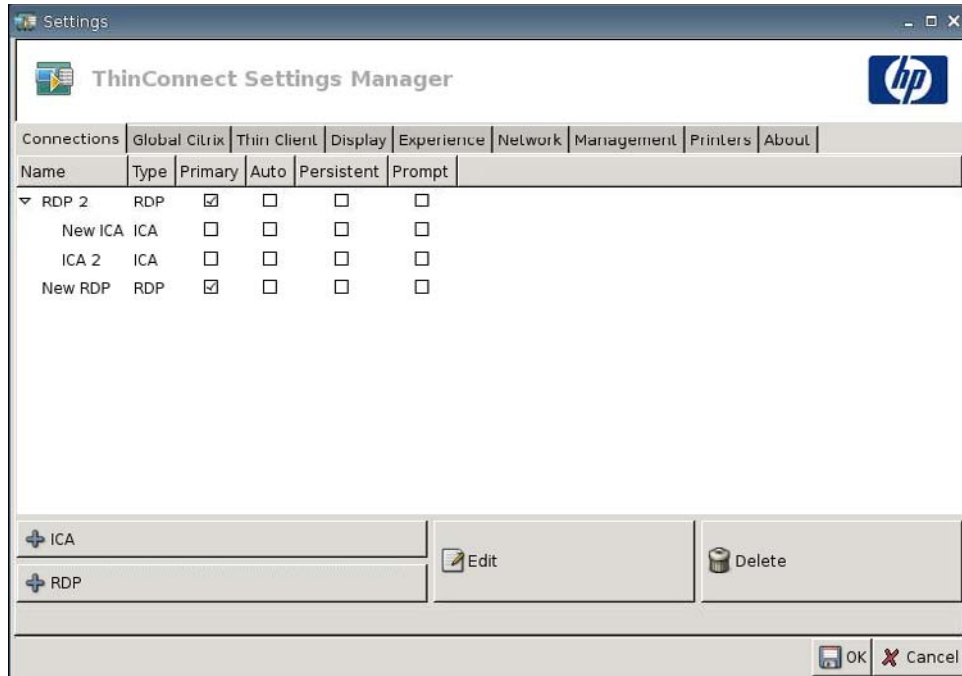 Settings
ThinConnect Settings Manager
hp
Connections Global Citrix Thin Client Display Experience Network Management Printers About
Name Type Primary Auto Persistent Prompt
RDP 2 RDP
New ICA ICA
ICA 2 ICA
New RDP RDP
ICA
Edit
Delete
RDP
OK Cancel